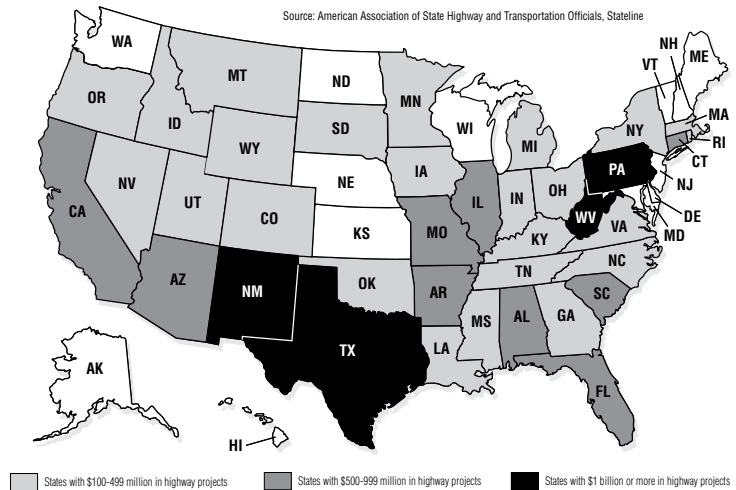 Source: American Association of State Highway and Transportation Officials, Stateline
WA
NH
ME
VT
MT
ND
OR
MN
MA
ID
SD
WI
NY
RI
WY
MI
CT
IA
PA
NJ
NE
NV
OH
IL
IN
UT
DE
CA
CO
WV
VA
MD
KS
MO
KY
NC
TN
AZ
OK
NM
AR
SC
MS
AL
GA
TX
LA
AK
FL
HI
States with $100-499 million in highway projects
States with $500-999 million in highway projects
States with $1 billion or more in highway projects